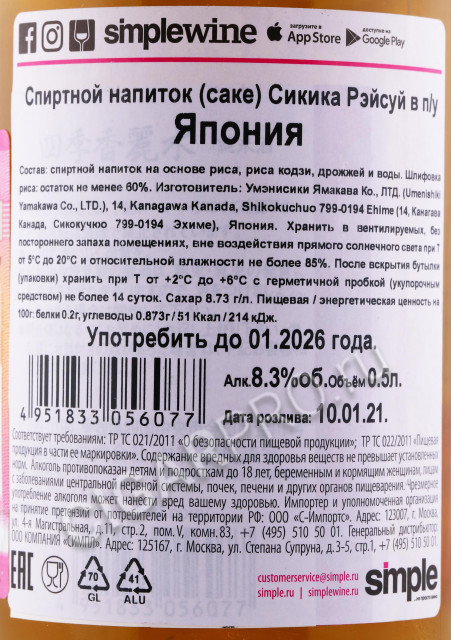 simplewine
загрузите в
App Store
доступно на
Google Play
Спиртной напиток (саке) Сикика Рэйсуй в п/у
Япония
Состав: спиртной напиток на основе риса, риса кодзи, дрожжей и воды. Шлифовка
риса: остаток не менее 60%. Изготовитель: Умэнисики Ямакава Ко., ЛТД. (Umenishiki
Yamakawa Co., LTD.), 14, Kanagawa Kanada, Shikokuchuo 799-0194 Ehime (14, Канагава
Канада, Сикокучюо 799-0194 Эхиме), Япония. Хранить в вентилируемых, без
постороннего запаха помещениях, вне воздействия прямого солнечного света при Т
от 5°С до 20°С и относительной влажности не более 85%. После вскрытия бутылки
(упаковки) хранить при Т от +2°С до +6°С с герметичной пробкой (укупорочным
средством) не более 14 суток. Сахар 8.73 г/л. Пищевая / энергетическая ценность на
100г: белки 0.2г, углеводы 0.873г / 51 Ккал / 214 кДж.
Употребить до 01.2026 года.
Алк.8.3%об.объём0.5л.
4 951833 056077
Дата розлива: 10.01.21.
Соответствует требованиям: ТР ТС 021/2011 «О безопасности пищевой продукции»; ТР ТС 022/2011 «Пищевая
продукция в части ее маркировки». Содержание вредных для здоровья веществ не превышает установленных
норм. Алкоголь противопоказан детям и подросткам до 18 лет, беременным и кормящим женщинам, лицам
с заболеваниями центральной нервной системы, почек, печени и других органов пищеварения. Чрезмерное
употребление алкоголя может нанести вред вашему здоровью. Импортер и уполномоченная организация
на принятие претензий от потребителей на территории РФ: ООО «С-Импортс». Адрес: 123007, г. Москва,
ул. 4-я Магистральная, д.11, стр.2, пом.V, комн.83, +7 (495) 510 50 01. Генеральный дистрибьютор:
ООО КОМПАНИЯ «СИМПЛ». Адрес: 125167, г. Москва, ул. Степана Супруна, д.3-5, стр.1, +7 (495) 510 50 01.
EAC
70
GL
41
ALU
customerservice@simple.ru
simple.ru | simplewine.ru
simple